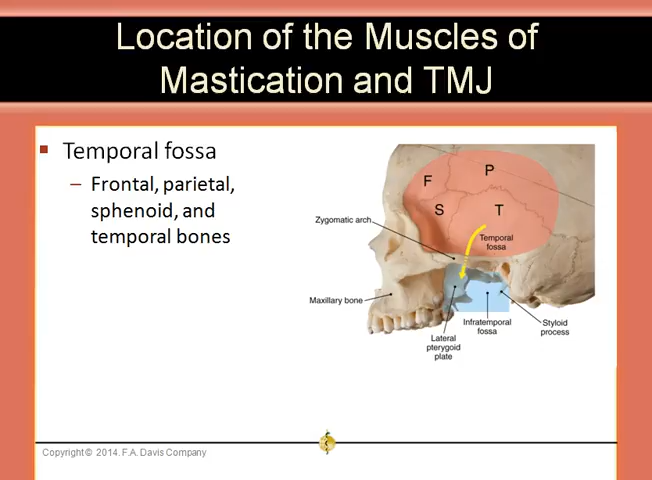 Location of the Muscles of
Mastication and TMJ
Temporal fossa
– Frontal, parietal,
sphenoid, and
temporal bones
F
P
S
T
Zygomatic arch
Temporal
fossa
Maxillary bone
Lateral
pterygoid
plate
Infratemporal
fossa
Styloid
process
Copyright © 2014. F.A. Davis Company